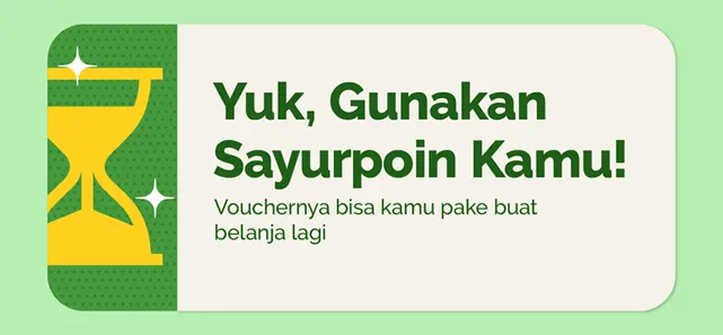 Yuk, Gunakan
Sayurpoin Kamu!
Vouchernya bisa kamu pake buat
belanja lagi